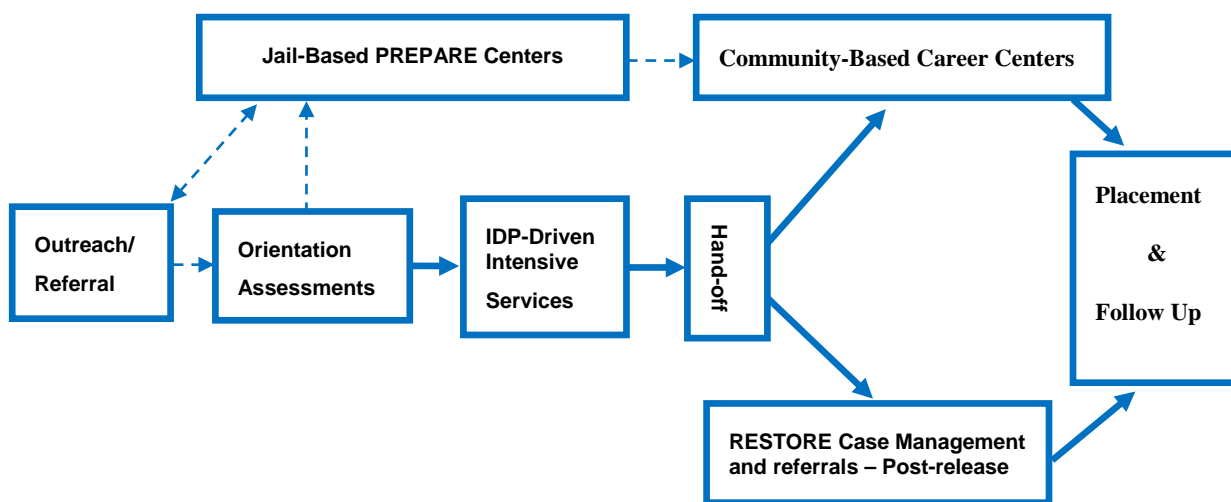 Jail-Based PREPARE Centers
Community-Based Career Centers
Outreach/
Referral
Orientation
Assessments
IDP-Driven
Intensive
Services
Hand-off
Placement
&
Follow Up
RESTORE Case Management
and referrals – Post-release